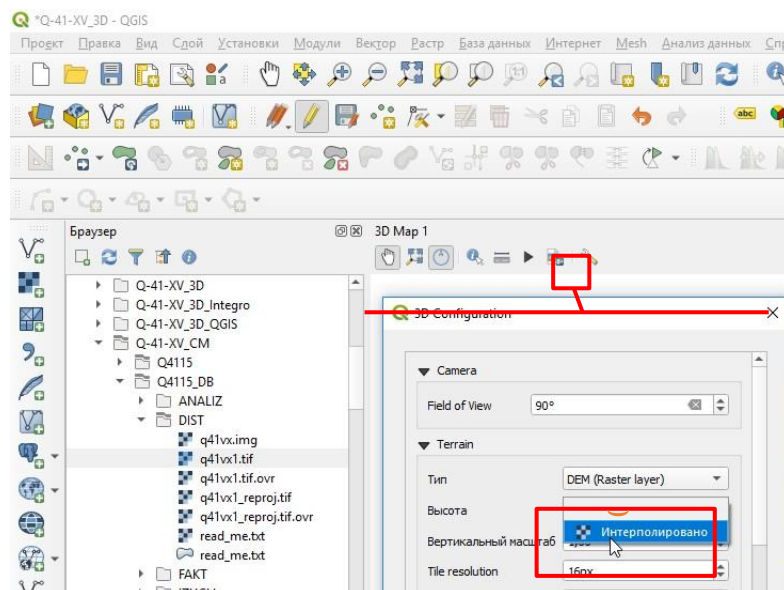 *Q-41-XV_3D - QGIS
Проект Правка Вид Слой Установки Модули Вектор Растр База данных Интернет Mesh Анализ данных Спр
abc
Браузер
3D Map 1
Q-41-XV_3D
Q-41-XV_3D_Integro
Q-41-XV_3D_QGIS
Q-41-XV_CM
Q4115
Q4115_DB
ANALIZ
DIST
q41vx.img
q41vx1.tif
q41vx1.tif.ovr
q41vx1_reproj.tif
q41vx1_reproj.tif.ovr
read_me.txt
read_me.txt
FAKT
3D Configuration
Camera
Field of View 90°
Terrain
Тип DEM (Raster layer)
Высота
Интерполировано
Вертикальный масштаб
Tile resolution 16px